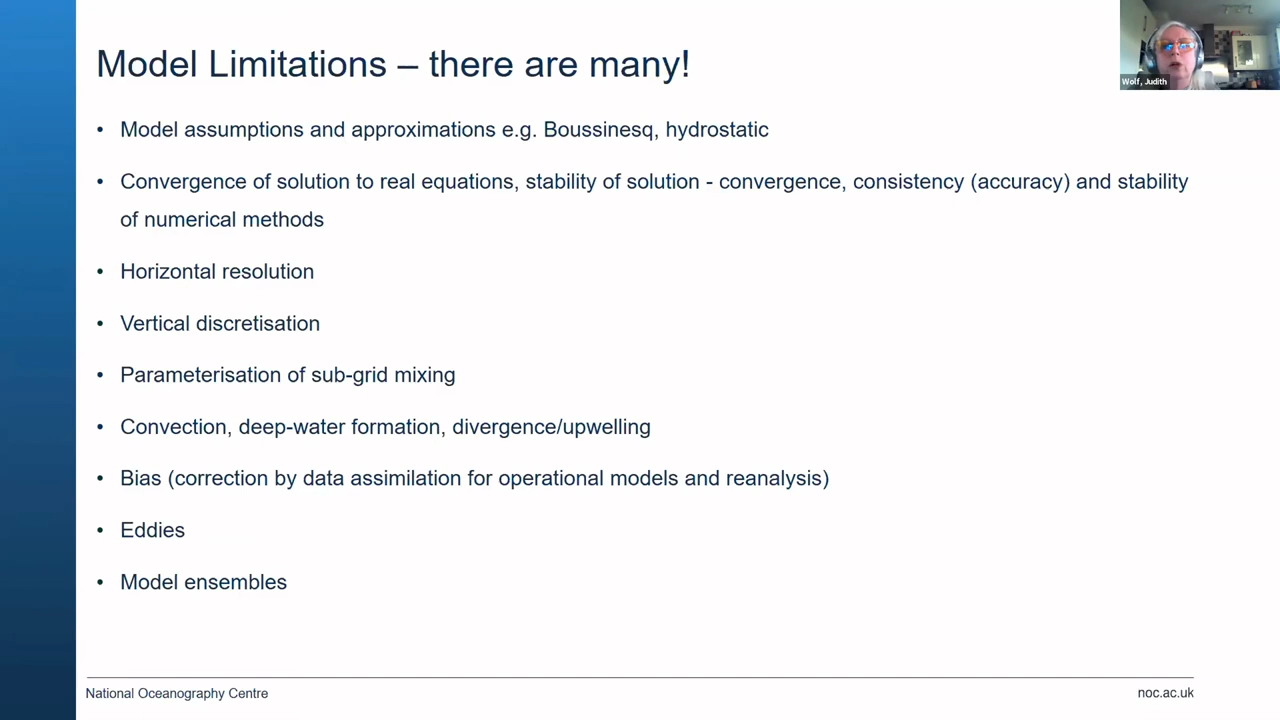 Model Limitations – there are many!
Wolf, Judith
• Model assumptions and approximations e.g. Boussinesq, hydrostatic
• Convergence of solution to real equations, stability of solution - convergence, consistency (accuracy) and stability
of numerical methods
• Horizontal resolution
• Vertical discretisation
• Parameterisation of sub-grid mixing
• Convection, deep-water formation, divergence/upwelling
• Bias (correction by data assimilation for operational models and reanalysis)
• Eddies
• Model ensembles
National Oceanography Centre
noc.ac.uk